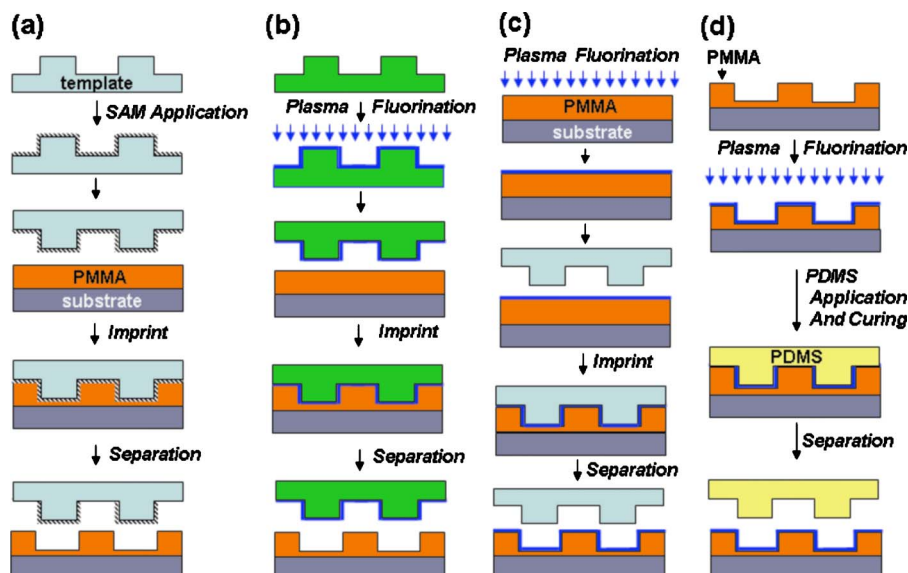 (a)
template
SAM Application
PMMA
substrate
Imprint
Separation
(b)
Plasma Fluorination
Separation
(c)
Plasma Fluorination
PMMA
substrate
Imprint
Separation
(d)
PMMA
Plasma Fluorination
PDMS
Application
And Curing
PDMS
Separation